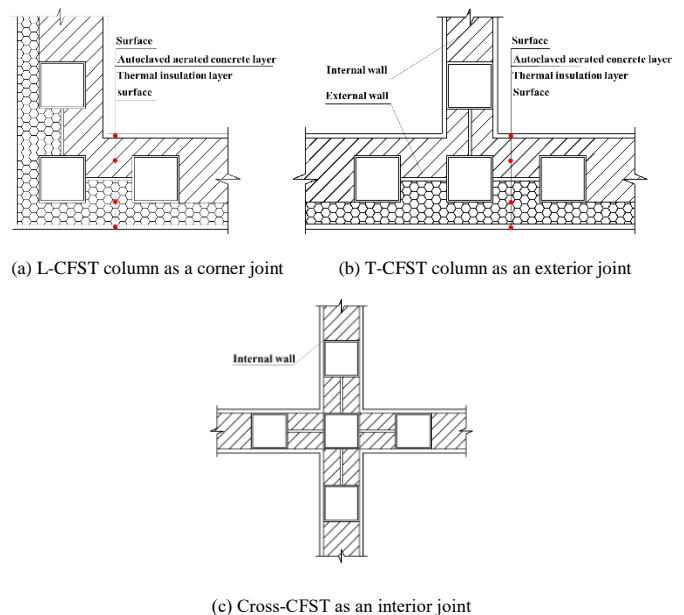 Surface
Autoclaved aerated concrete layer
Thermal insulation layer
surface
Internal wall
External wall
Surface
Autoclaved aerated concrete layer
Thermal insulation layer
Surface
(a) L-CFST column as a corner joint
(b) T-CFST column as an exterior joint
Internal wall
(c) Cross-CFST as an interior joint